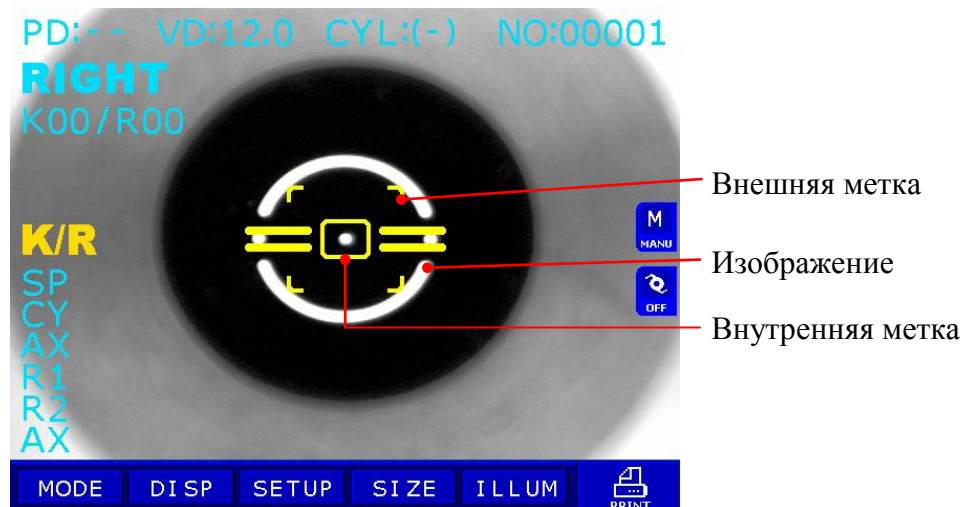 PD:-- VD:12.0 CYL:(-) NO:00001
RIGHT
K00/R00
K/R
SP
CY
AX
R1
R2
AX
M
MANU
OFF
Внешняя метка
Изображение
Внутренняя метка
MODE DISP SETUP SIZE ILLUM PRINT